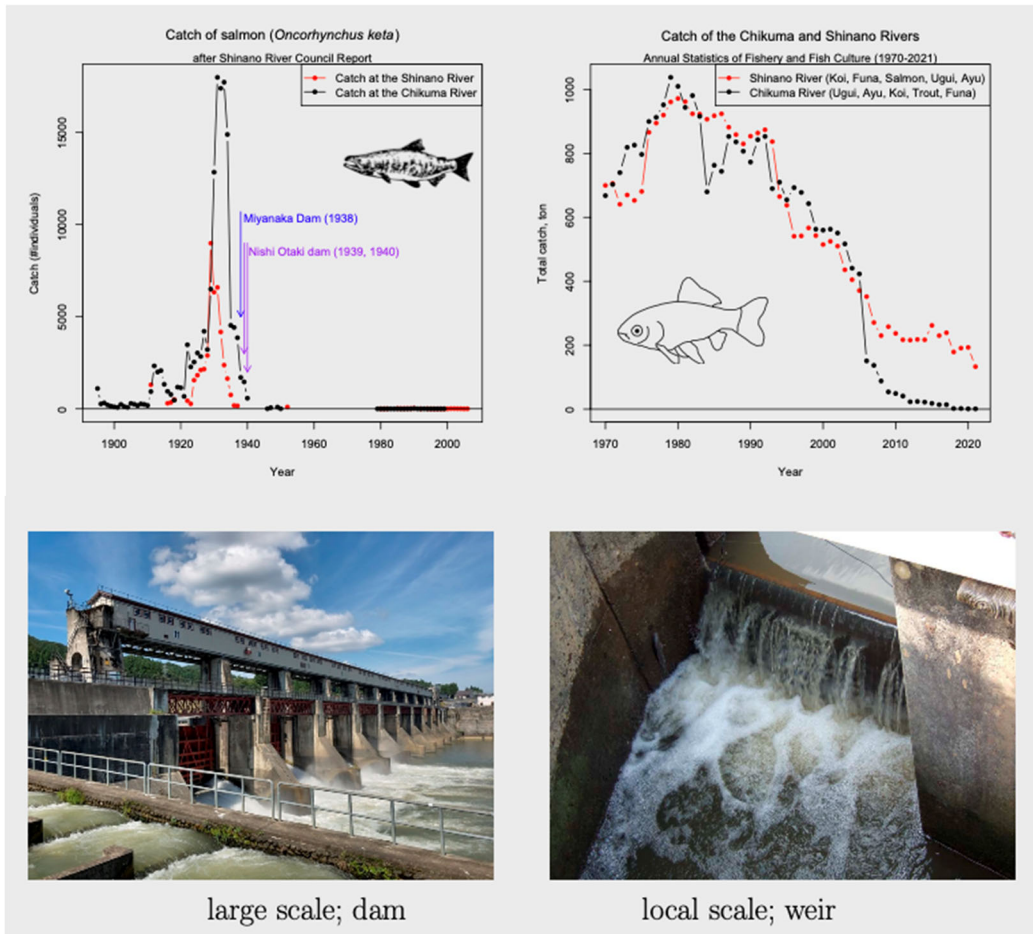 Catch of salmon (Oncorhynchus keta)
after Shinano River Council Report
Catch at the Shinano River
Catch at the Chikuma River
Miyanaka Dam (1938)
Nishi Otaki dam (1939, 1940)
Catch (#individuals)
15000
10000
5000
0
1900 1920 1940 1960 1980 2000
Year
Catch of the Chikuma and Shinano Rivers
Annual Statistics of Fishery and Fish Culture (1970-2021)
Shinano River (Koi, Funa, Salmon, Ugui, Ayu)
Chikuma River (Ugui, Ayu, Koi, Trout, Funa)
Total catch, ton
1000
800
600
400
200
0
1970 1980 1990 2000 2010 2020
Year
large scale; dam
local scale; weir